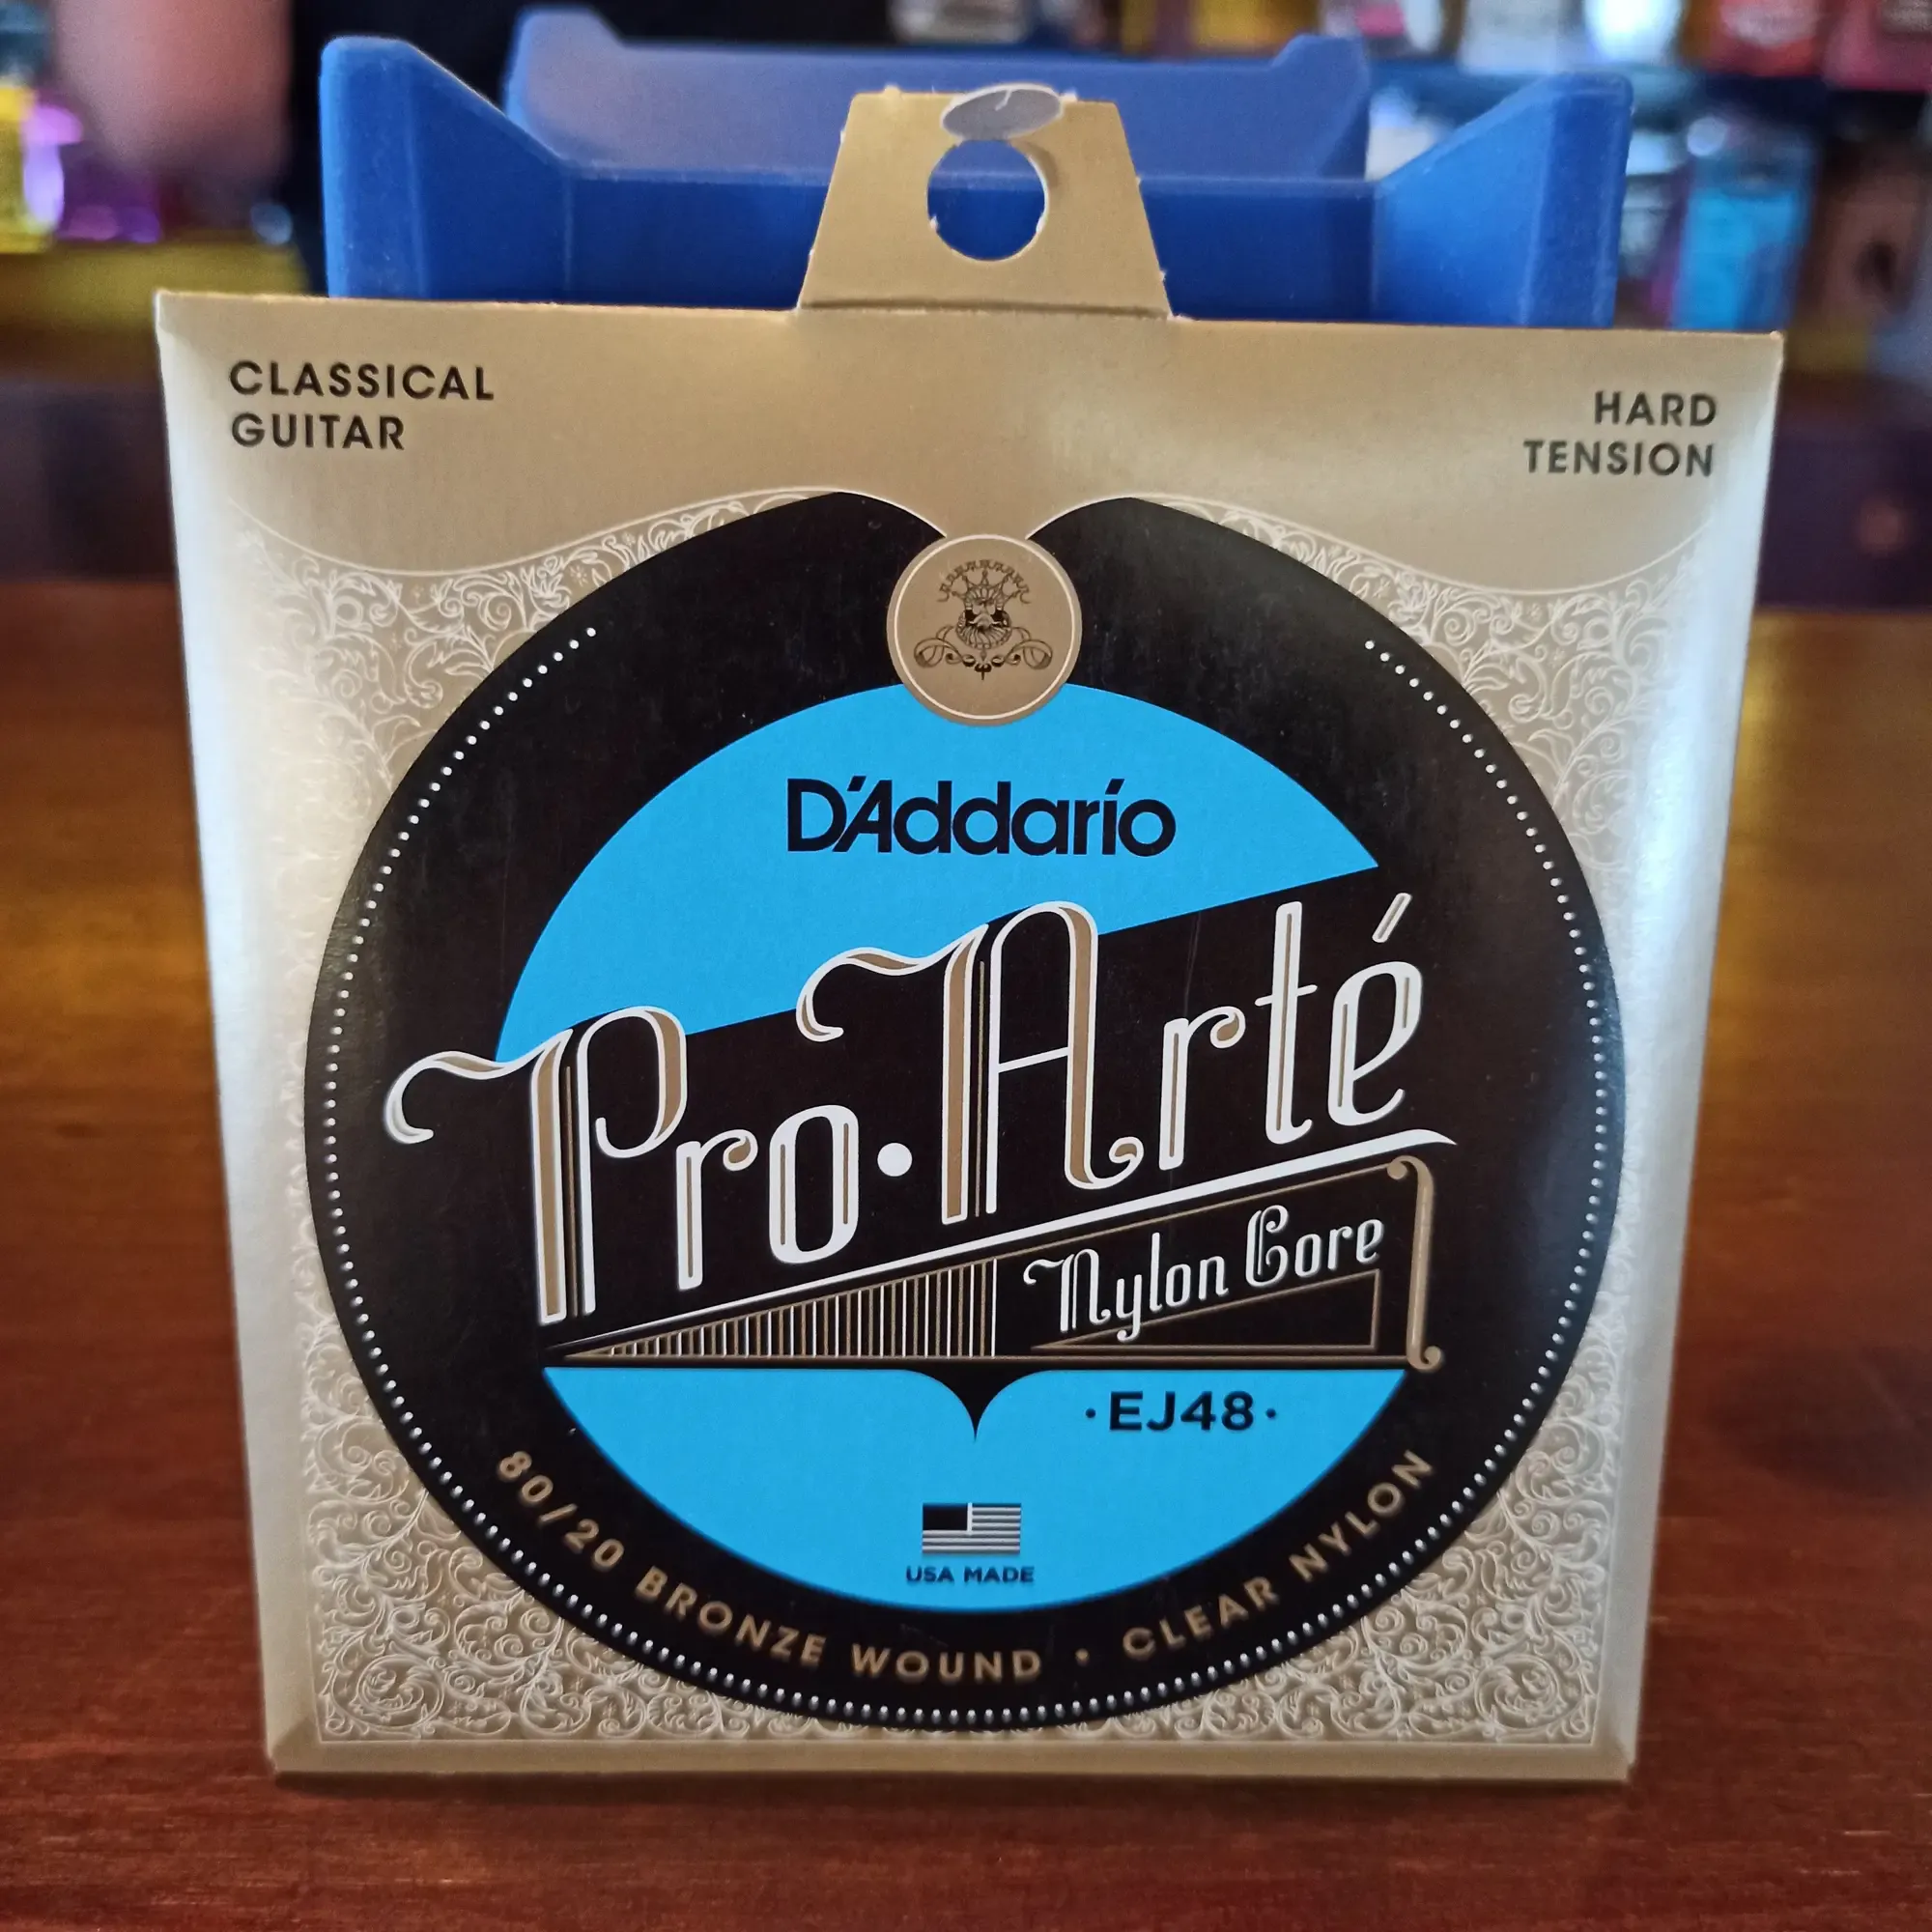 CLASSICAL
GUITAR
HARD
TENSION
D'Addario
Pro·Arté
Nylon Core
·EJ48·
USA MADE
80/20 BRONZE WOUND · CLEAR NYLON